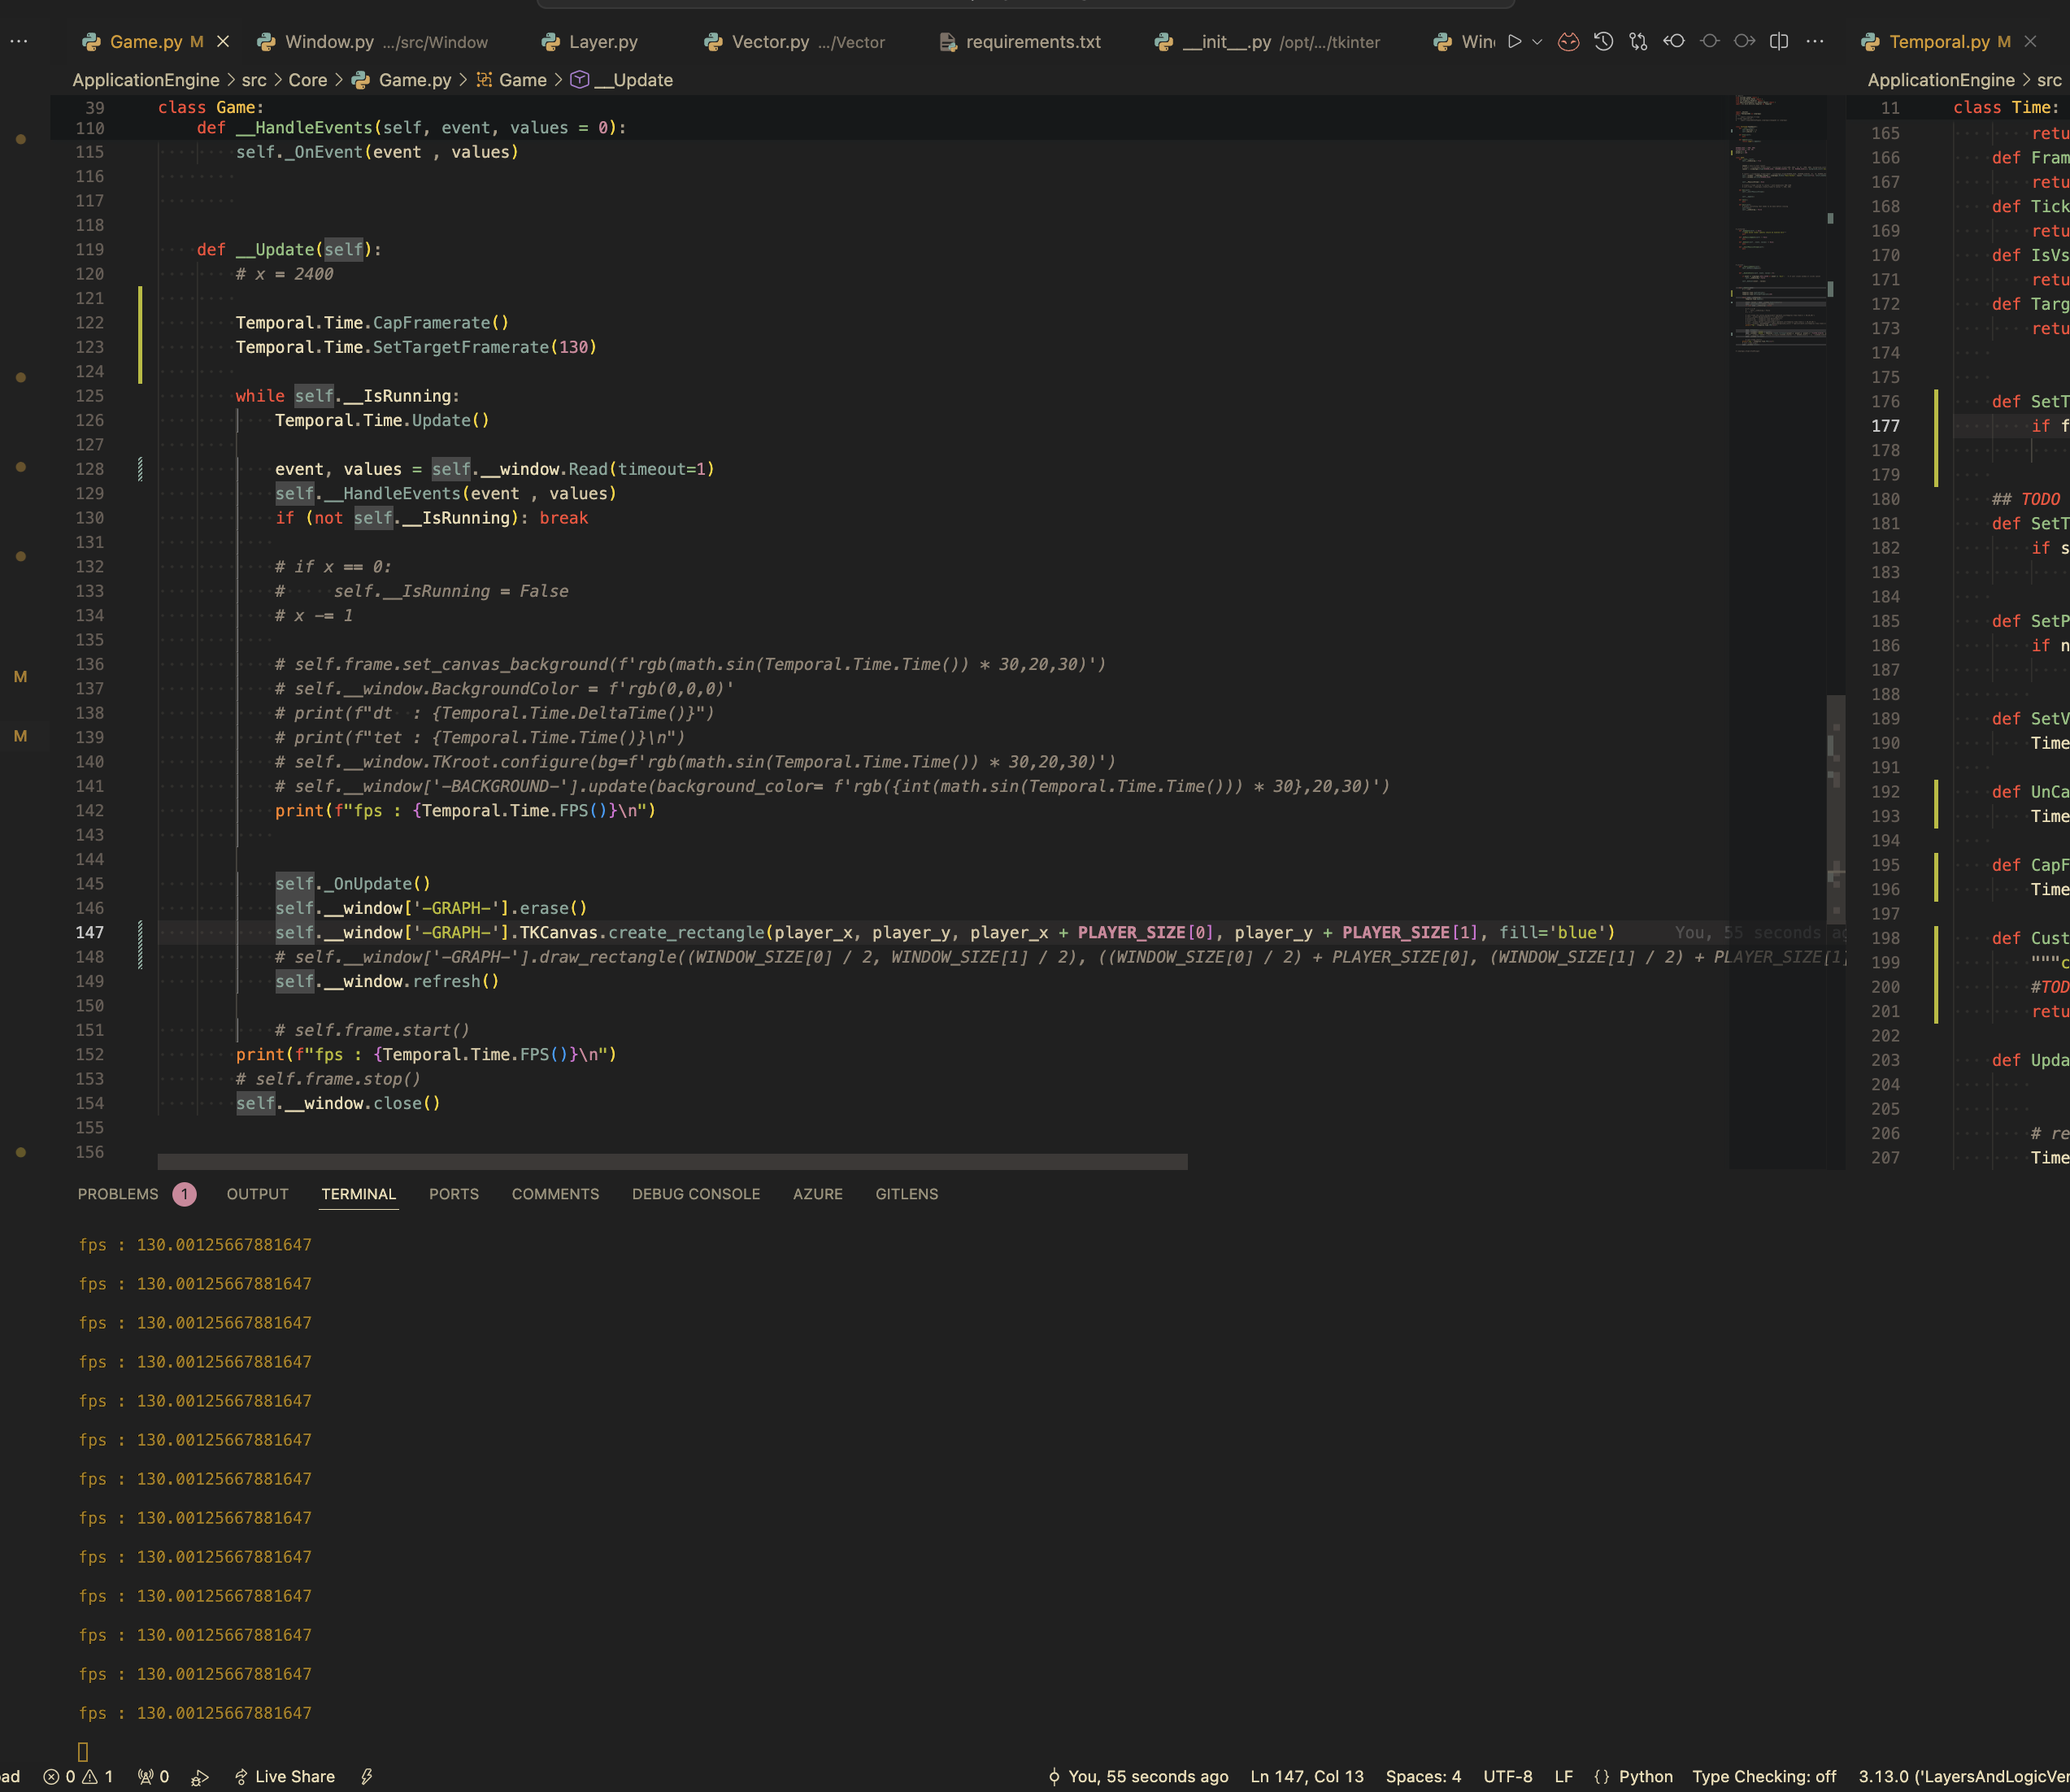 Game.py M
Window.py .../src/Window
Layer.py
Vector.py .../Vector
requirements.txt
__init__.py /opt/.../tkinter
Temporal.py M
ApplicationEngine > src > Core > Game.py > Game > __Update
ApplicationEngine > src
39 class Game:
110 def __HandleEvents(self, event, values = 0):
115 self._OnEvent(event , values)
116
117
118
119 def __Update(self):
120 # x = 2400
121
122 Temporal.Time.CapFramerate()
123 Temporal.Time.SetTargetFramerate(130)
124
125 while self.__IsRunning:
126 Temporal.Time.Update()
127
128 event, values = self.__window.Read(timeout=1)
129 self.__HandleEvents(event , values)
130 if (not self.__IsRunning): break
131
132 # if x == 0:
133 # self.__IsRunning = False
134 # x -= 1
135
136 # self.frame.set_canvas_background(f'rgb(math.sin(Temporal.Time.Time()) * 30,20,30)')
137 # self.__window.BackgroundColor = f'rgb(0,0,0)'
138 # print(f"dt : {Temporal.Time.DeltaTime()}")
139 # print(f"tet : {Temporal.Time.Time()}\n")
140 # self.__window.TKroot.configure(bg=f'rgb(math.sin(Temporal.Time.Time()) * 30,20,30)')
141 # self.__window['-BACKGROUND-'].update(background_color= f'rgb({int(math.sin(Temporal.Time.Time())) * 30},20,30)')
142 print(f"fps : {Temporal.Time.FPS()}\n")
143
144
145 self._OnUpdate()
146 self.__window['-GRAPH-'].erase()
147 self.__window['-GRAPH-'].TKCanvas.create_rectangle(player_x, player_y, player_x + PLAYER_SIZE[0], player_y + PLAYER_SIZE[1], fill='blue') You, 55 seconds
148 # self.__window['-GRAPH-'].draw_rectangle((WINDOW_SIZE[0] / 2, WINDOW_SIZE[1] / 2), ((WINDOW_SIZE[0] / 2) + PLAYER_SIZE[0], (WINDOW_SIZE[1] / 2) + PLAYER_SIZE[1]
149 self.__window.refresh()
150
151 # self.frame.start()
152 print(f"fps : {Temporal.Time.FPS()}\n")
153 # self.frame.stop()
154 self.__window.close()
155
156
11 class Time:
165 retu
166 def Fram
167 retu
168 def Tick
169 retu
170 def IsVs
171 retu
172 def Targ
173 retu
174
175
176 def SetT
177 if f
178
179
180 ## TODO
181 def SetT
182 if s
183
184
185 def SetP
186 if n
187
188
189 def SetV
190 Time
191
192 def UnCa
193 Time
194
195 def CapF
196 Time
197
198 def Cust
199 """c
200 #TOD
201 retu
202
203 def Upda
204
205
206 # re
207 Time
PROBLEMS 1 OUTPUT TERMINAL PORTS COMMENTS DEBUG CONSOLE AZURE GITLENS
fps : 130.00125667881647
fps : 130.00125667881647
fps : 130.00125667881647
fps : 130.00125667881647
fps : 130.00125667881647
fps : 130.00125667881647
fps : 130.00125667881647
fps : 130.00125667881647
fps : 130.00125667881647
fps : 130.00125667881647
fps : 130.00125667881647
fps : 130.00125667881647
fps : 130.00125667881647
M
M
0 1 0 Live Share You, 55 seconds ago Ln 147, Col 13 Spaces: 4 UTF-8 LF {} Python Type Checking: off 3.13.0 ('LayersAndLogicVe